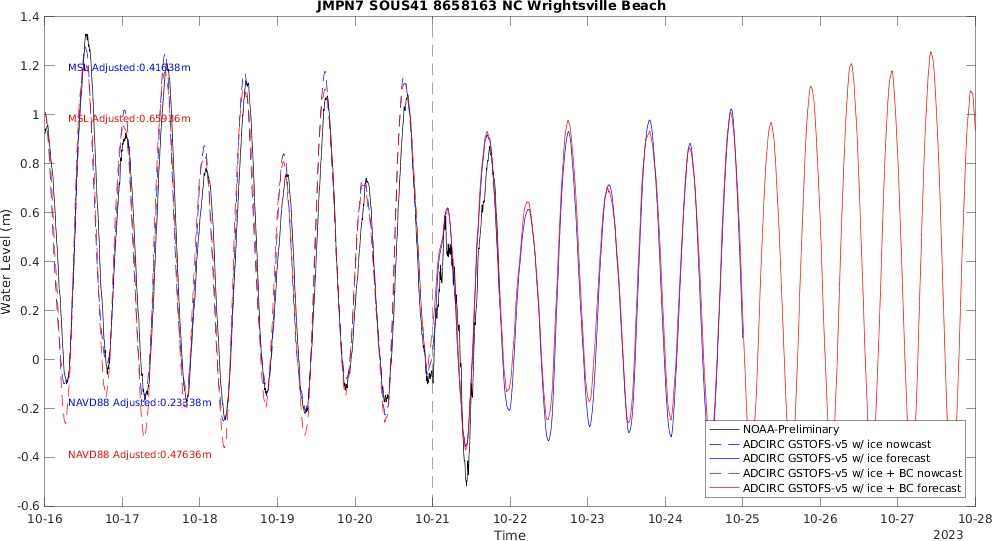 JMPN7 SOUS41 8658163 NC Wrightsville Beach
1.4
1.2
1
0.8
0.6
0.4
0.2
0
-0.2
-0.4
-0.6
Water Level (m)
MSL Adjusted:0.41638m
MSL Adjusted:0.65936m
NAVD88 Adjusted:0.23338m
NAVD88 Adjusted:0.47636m
NOAA-Preliminary
ADCIRC GSTOFS-v5 w/ ice nowcast
ADCIRC GSTOFS-v5 w/ ice forecast
ADCIRC GSTOFS-v5 w/ ice + BC nowcast
ADCIRC GSTOFS-v5 w/ ice + BC forecast
10-16 10-17 10-18 10-19 10-20 10-21 10-22 10-23 10-24 10-25 10-26 10-27 10-28
Time
2023